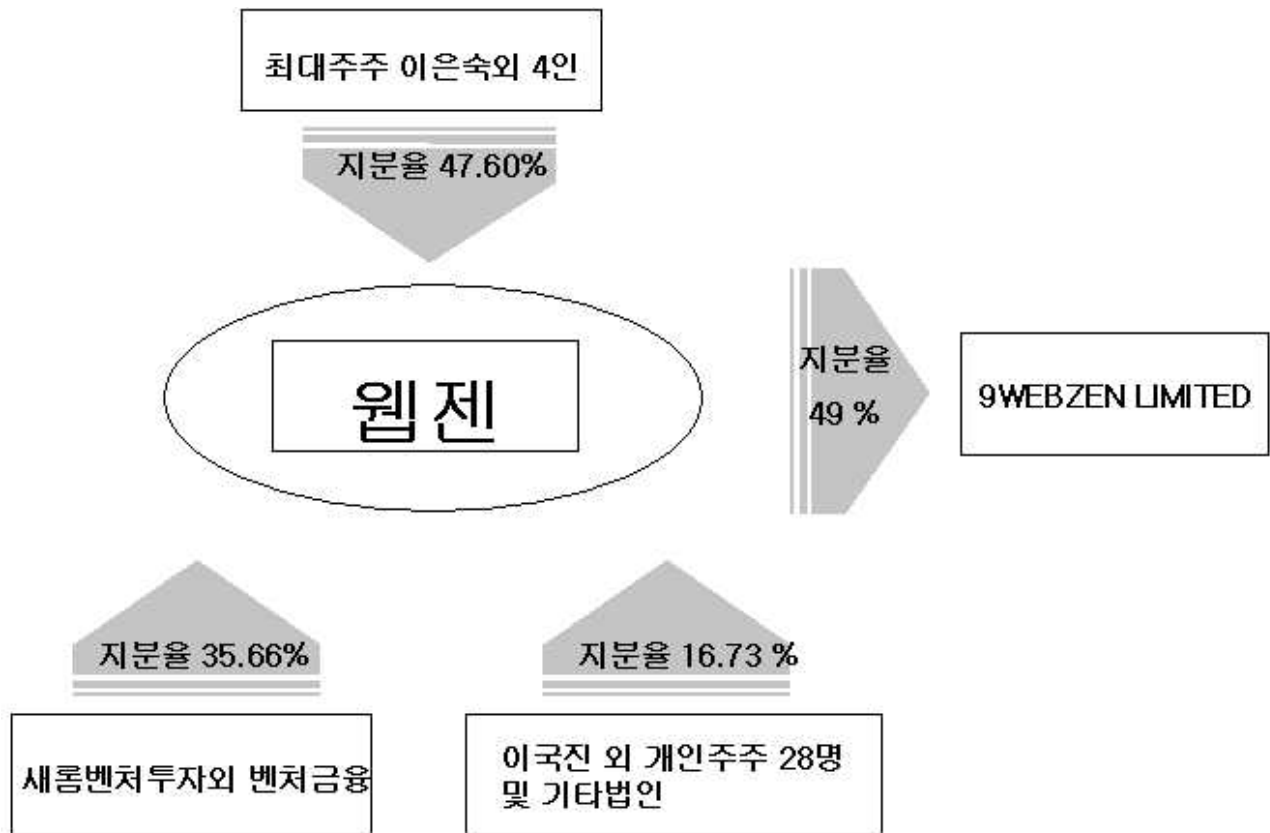 최대주주 이은숙외 4인
지분율 47.60%
웹젠
지분율
49 %
9WEBZEN LIMITED
지분율 35.66%
지분율 16.73 %
새롬벤처투자외 벤처금융
이국진 외 개인주주 28명
및 기타법인